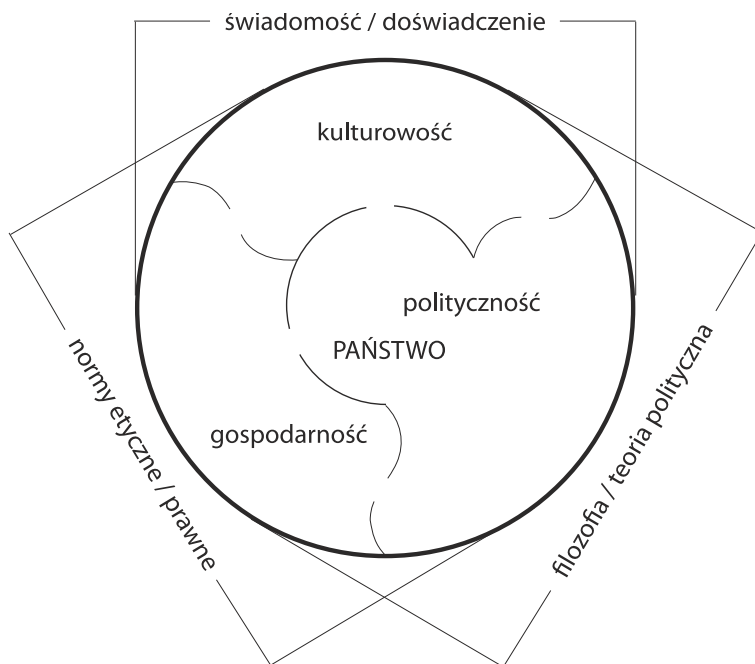 świadomość / doświadczenie
kulturowość
polityczność
PAŃSTWO
gospodarność
normy etyczne / prawne
filozofia / teoria polityczna